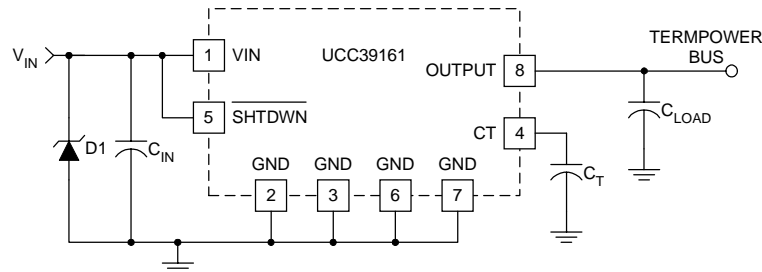 TERMPOWER
BUS
V_IN
1 VIN
UCC39161
OUTPUT 8
5 SHTDWN
D1
C_IN
CT 4
C_LOAD
C_T
GND GND GND GND
2 3 6 7